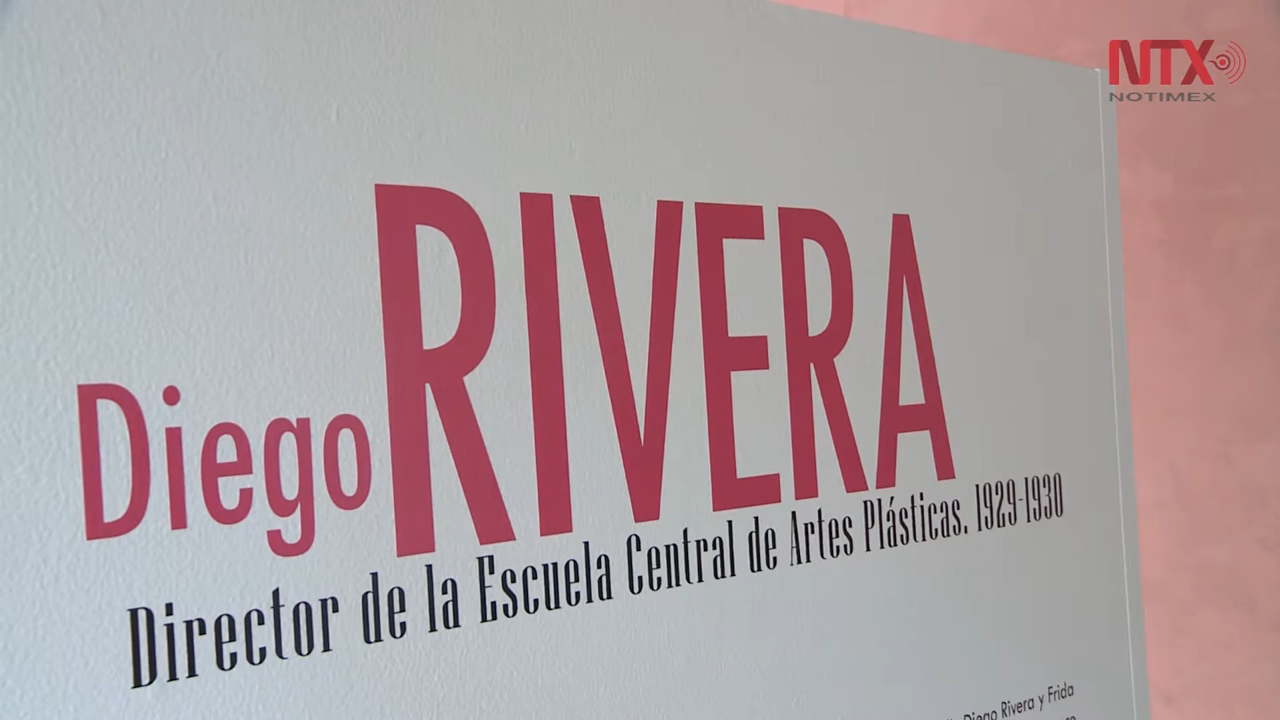 NTX
NOTIMEX
Diego RIVERA
Director de la Escuela Central de Artes Plásticas. 1929-1930
Diego Rivera y Frida